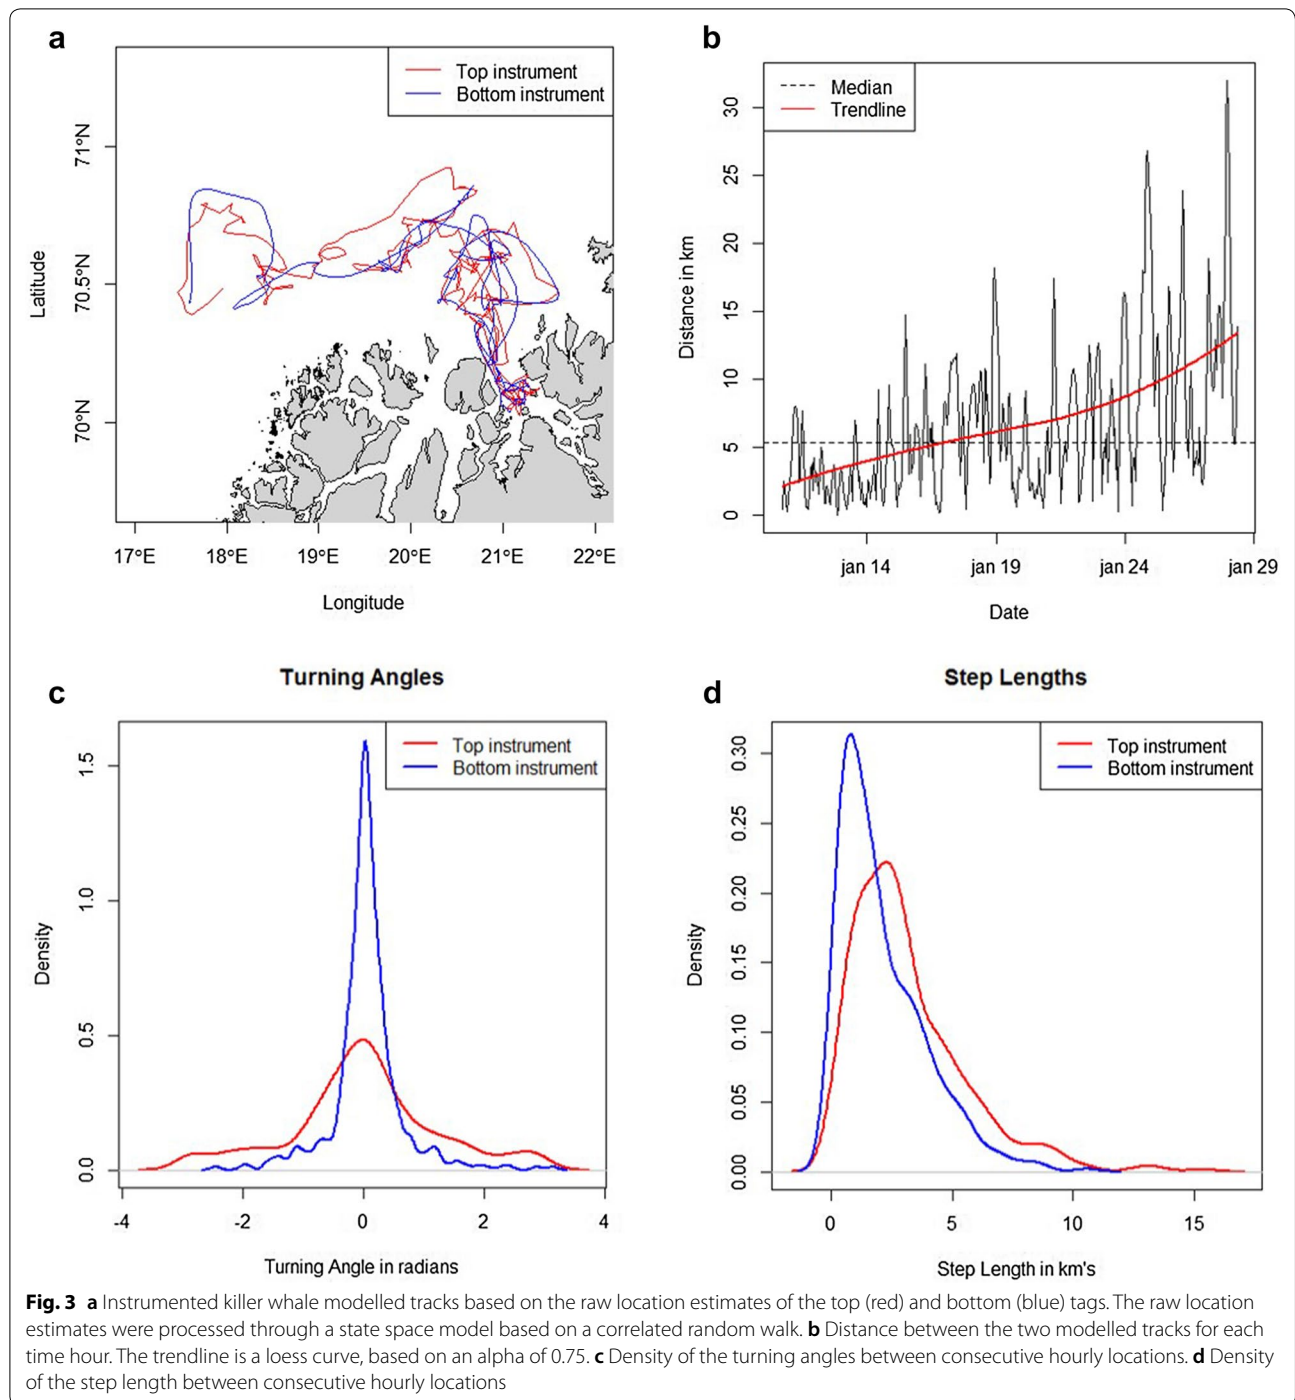 a
Top instrument
Bottom instrument
71°N
70.5°N
70°N
Latitude
17°E 18°E 19°E 20°E 21°E 22°E
Longitude
b
Median
Trendline
30
25
20
15
10
5
0
Distance in km
jan 14 jan 19 jan 24 jan 29
Date
Turning Angles
c
Top instrument
Bottom instrument
1.5
1.0
0.5
0.0
Density
-4 -2 0 2 4
Turning Angle in radians
Step Lengths
d
Top instrument
Bottom instrument
0.30
0.25
0.20
0.15
0.10
0.05
0.00
Density
0 5 10 15
Step Length in km's
Fig. 3 a Instrumented killer whale modelled tracks based on the raw location estimates of the top (red) and bottom (blue) tags. The raw location
estimates were processed through a state space model based on a correlated random walk. b Distance between the two modelled tracks for each
time hour. The trendline is a loess curve, based on an alpha of 0.75. c Density of the turning angles between consecutive hourly locations. d Density
of the step length between consecutive hourly locations